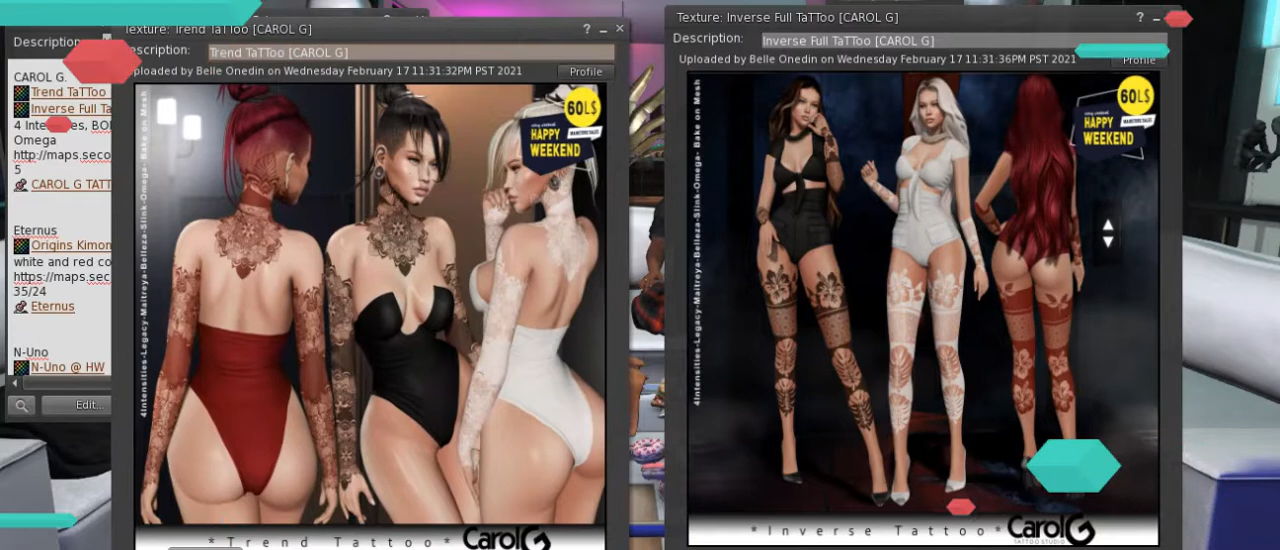 Description:
CAROL G.
Trend TaTToo
Inverse Full Ta
Omega
http://maps.seco
5
CAROL G TATT
Eternus
Origins Kimon
white and red co
https://maps.sec
35/24
Eternus
N-Uno
N-Uno @ HW
Edit...
Texture: Trend TaTToo [CAROL G]
Description:
Trend TaTToo [CAROL G]
Uploaded by Belle Onedin on Wednesday February 17 11:31:32PM PST 2021
Profile
4Intensities-Legacy-Maitreya-Belleza-Slink-Omega- Bake on Mesh
60L$
HAPPY
WEEKEND
* Trend Tattoo *
CarolG
Texture: Inverse Full TaTToo [CAROL G]
Description:
Inverse Full TaTToo [CAROL G]
Uploaded by Belle Onedin on Wednesday February 17 11:31:36PM PST 2021
Profile
4Intensities-Legacy-Maitreya-Belleza-Slink-Omega- Bake on Mesh
60L$
HAPPY
WEEKEND
* Inverse Tattoo *
CarolG
TATTOO STUDIO